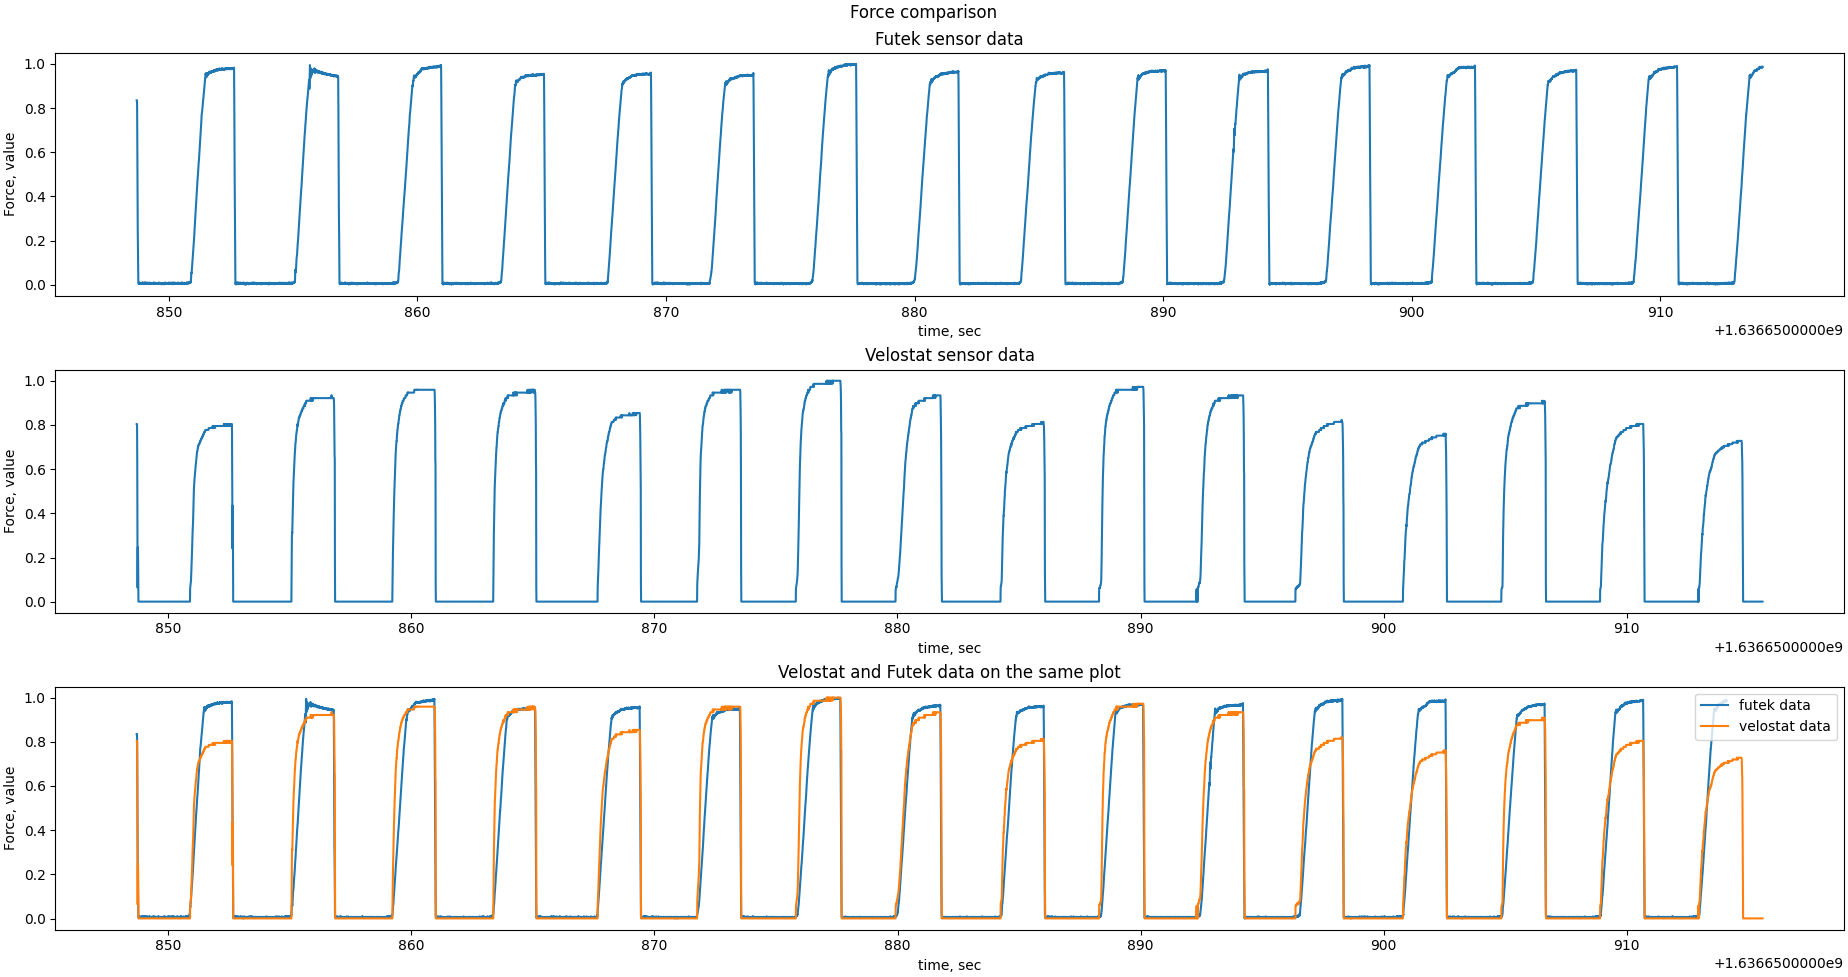 Force comparison
Futek sensor data
1.0
0.8
0.6
0.4
0.2
0.0
Force, value
850 860 870 880 890 900 910
time, sec
+1.6366500000e9
Velostat sensor data
1.0
0.8
0.6
0.4
0.2
0.0
Force, value
850 860 870 880 890 900 910
time, sec
+1.6366500000e9
Velostat and Futek data on the same plot
1.0
0.8
0.6
0.4
0.2
0.0
Force, value
futek data
velostat data
850 860 870 880 890 900 910
time, sec
+1.6366500000e9